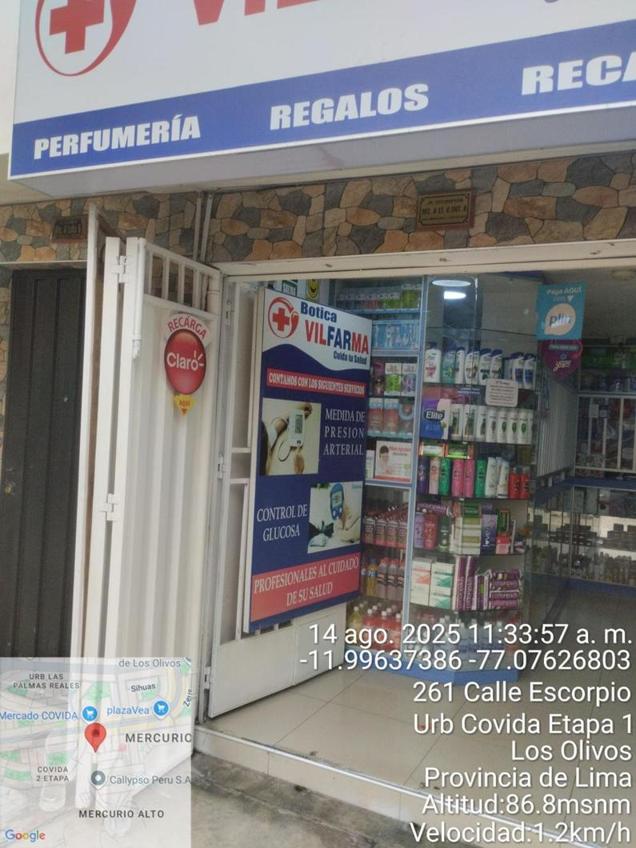 VILFARMA
PERFUMERÍA
REGALOS
RECA
RECARGA
Claro
AQUÍ
Botica
VILFARMA
Cuida tu Salud
CONTAMOS CON LOS SIGUIENTES SERVICIOS
MEDIDA DE
PRESION
ARTERIAL
CONTROL DE
GLUCOSA
PROFESIONALES AL CUIDADO
DE SU SALUD
Paga AQUÍ
plin
Elite
14 ago. 2025 11:33:57 a. m.
-11.99637386 -77.07626803
261 Calle Escorpio
Urb Covida Etapa 1
Los Olivos
Provincia de Lima
Altitud:86.8msnm
Velocidad:1.2km/h
de Los Olivos
URB LAS
PALMAS REALES
Sihuas
Mercado COVIDA
plazaVea
MERCURIO
COVIDA
2 ETAPA
Callypso Peru S.A
MERCURIO ALTO
Google